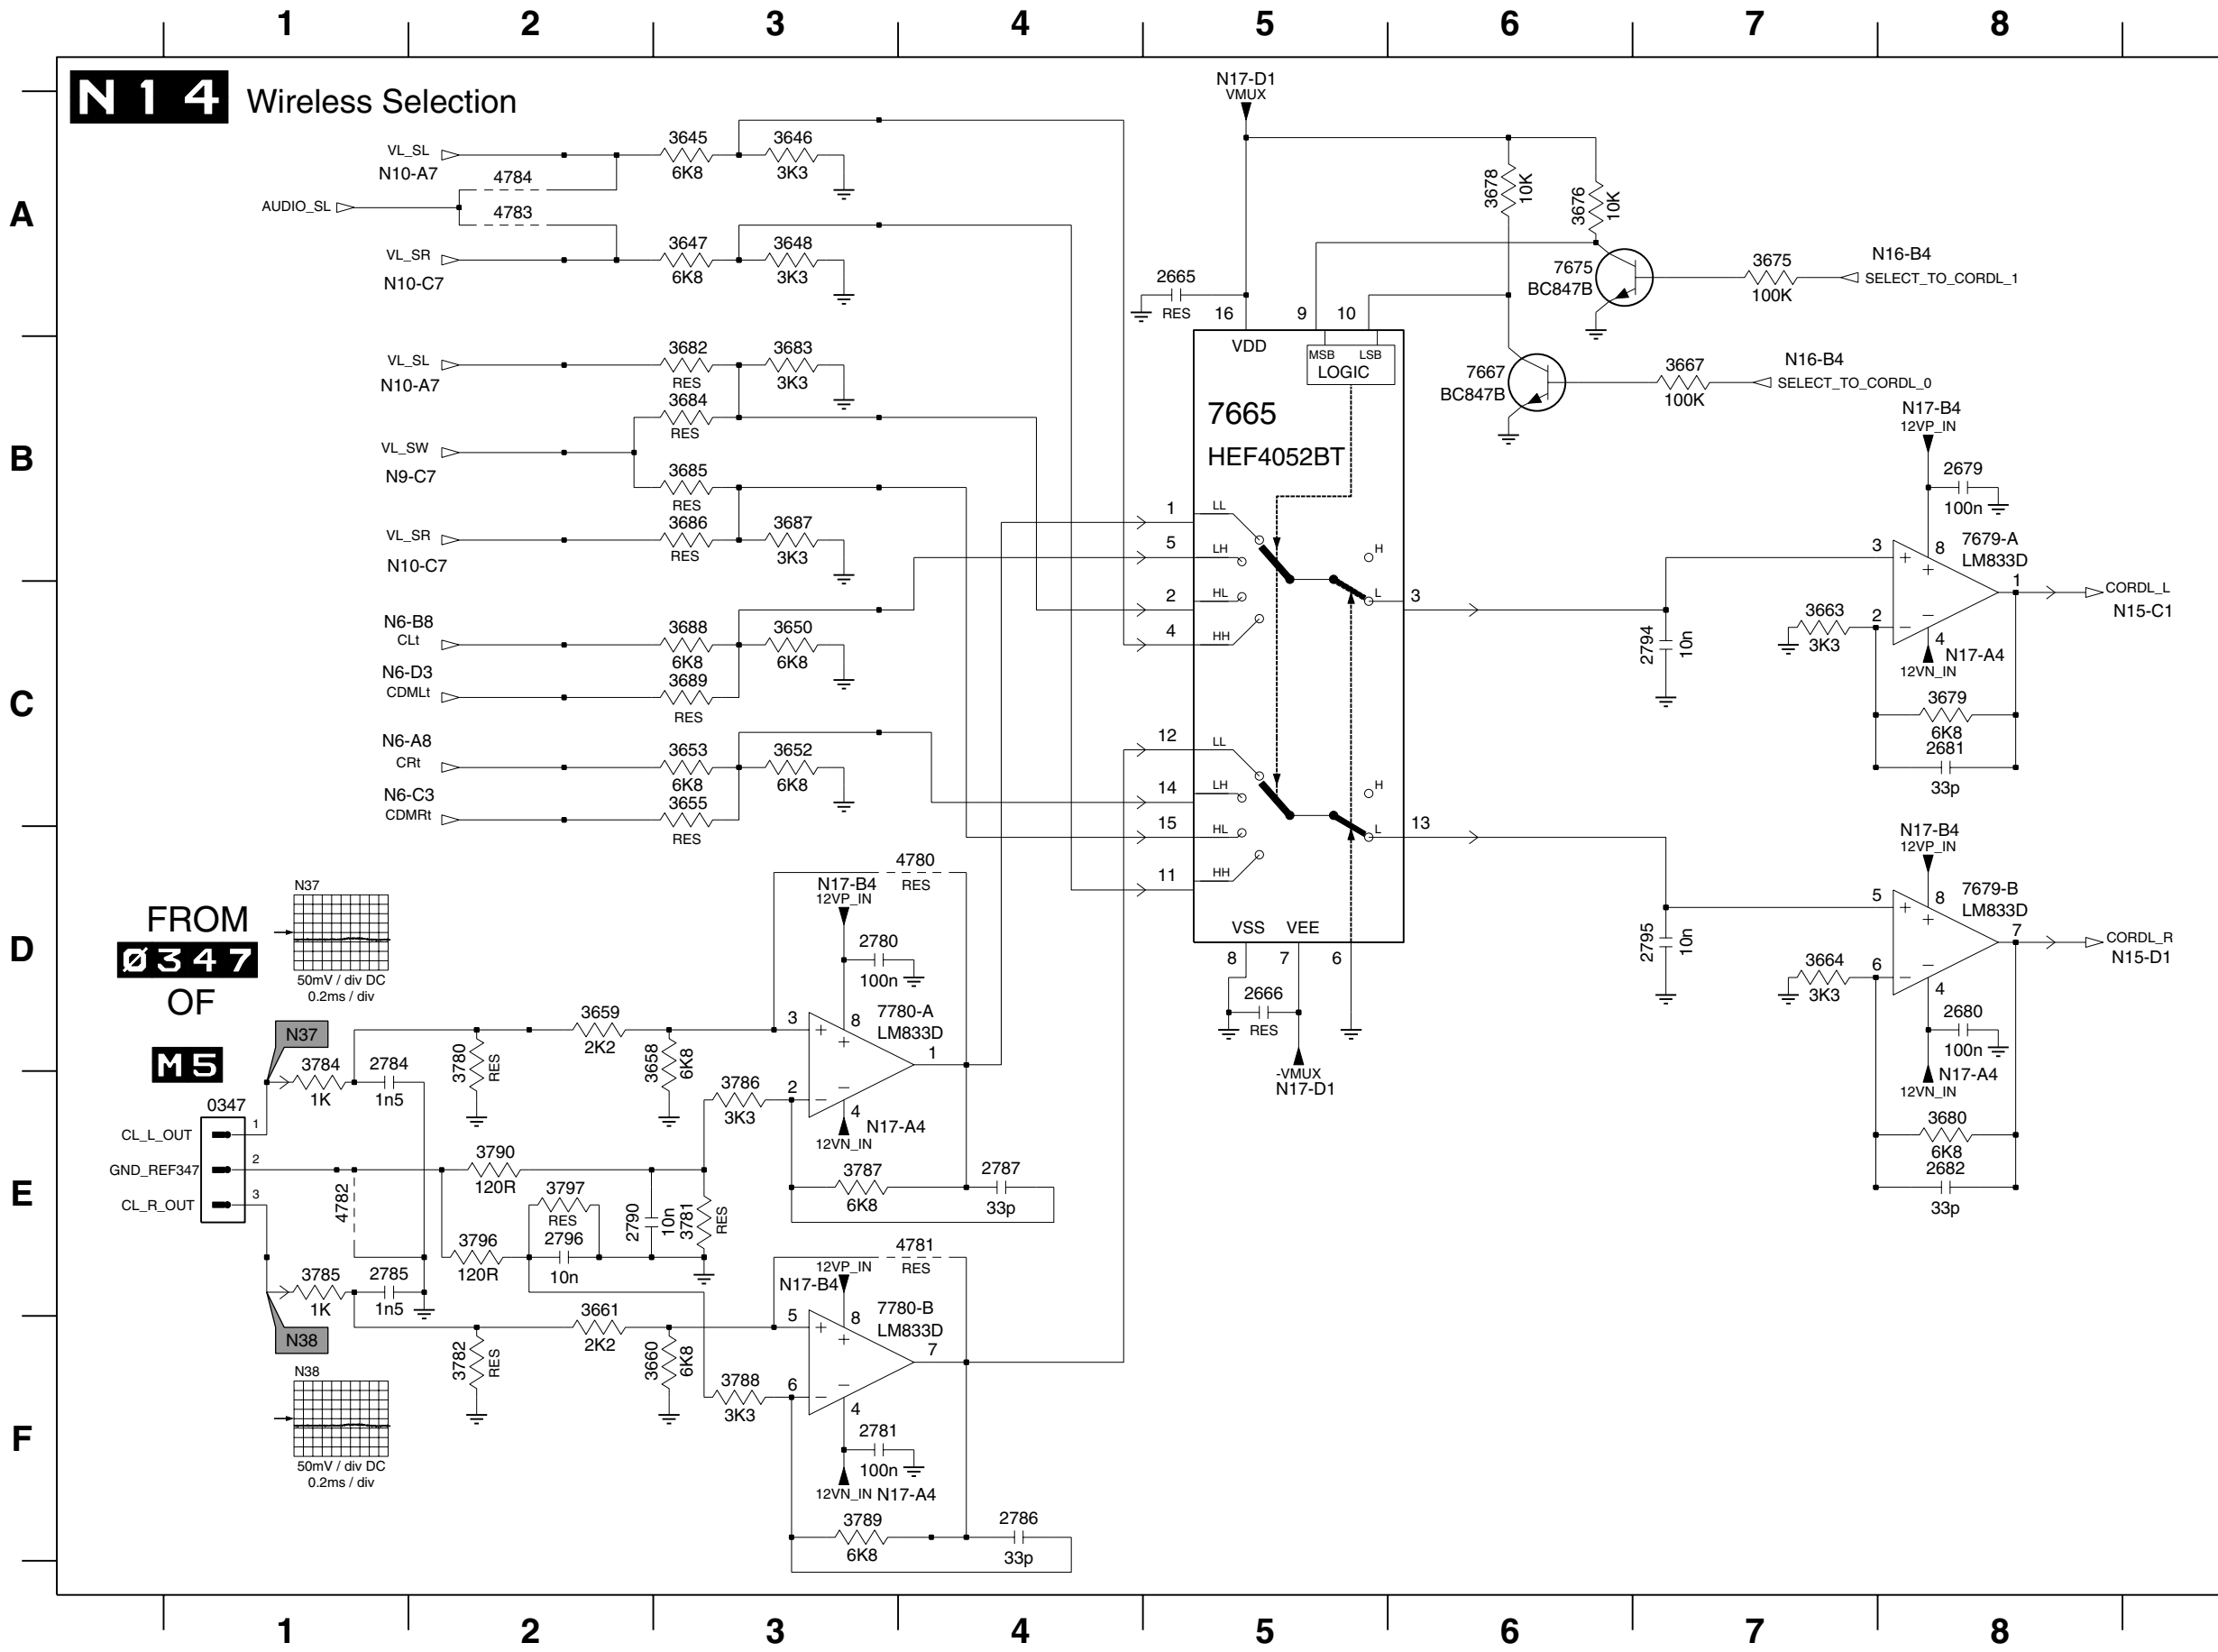 1 2 3 4 5 6 7 8
N14 Wireless Selection
A
VL_SL
N10-A7
AUDIO_SL
4784
4783
VL_SR
N10-C7
3645
6K8
3646
3K3
3647
6K8
3648
3K3
N17-D1
VMUX
2665
RES
3678
10K
3676
10K
7675
BC847B
3675
100K
N16-B4
SELECT_TO_CORDL_1
B
VL_SL
N10-A7
3682
RES
3683
3K3
3684
RES
VL_SW
N9-C7
3685
RES
3686
RES
3687
3K3
VL_SR
N10-C7
16 9 10
VDD
MSB LSB
LOGIC
7665
HEF4052BT
7667
BC847B
3667
100K
N16-B4
SELECT_TO_CORDL_0
N17-B4
12VP_IN
2679
100n
1 LL
5 LH
2 HL
4 HH
H
L
3
3
8
7679-A
LM833D
+
+
−
−
2
4
1
CORDL_L
N15-C1
C
N6-B8
CLt
N6-D3
CDMLt
3688
6K8
3650
6K8
3689
RES
N6-A8
CRt
N6-C3
CDMRt
3653
6K8
3652
6K8
3655
RES
2794
10n
3663
3K3
N17-A4
12VN_IN
3679
6K8
2681
33p
12 LL
14 LH
15 HL
11 HH
H
L
13
D
FROM
Ø347
OF
M5
N37
50mV / div DC
0.2ms / div
N37
4780
RES
N17-B4
12VP_IN
2780
100n
3659
2K2
3780
RES
3658
6K8
3
8
7780-A
LM833D
+
+
−
−
1
2
4
VSS VEE
8 7 6
2666
RES
-VMUX
N17-D1
2795
10n
N17-B4
12VP_IN
5
8
7679-B
LM833D
+
+
−
−
7
6
4
CORDL_R
N15-D1
3664
3K3
2680
100n
N17-A4
12VN_IN
E
3784
1K
2784
1n5
0347
CL_L_OUT 1
GND_REF347 2
CL_R_OUT 3
4782
3790
120R
3797
RES
3796
120R
2796
10n
2790
10n
3781
RES
3786
3K3
N17-A4
12VN_IN
3787
6K8
2787
33p
3680
6K8
2682
33p
3785
1K
2785
1n5
4781
RES
12VP_IN
N17-B4
F
N38
N38
50mV / div DC
0.2ms / div
3661
2K2
3782
RES
3660
6K8
3788
3K3
5
8
7780-B
LM833D
+
+
−
−
7
6
4
2781
100n
12VN_IN N17-A4
3789
6K8
2786
33p
1 2 3 4 5 6 7 8